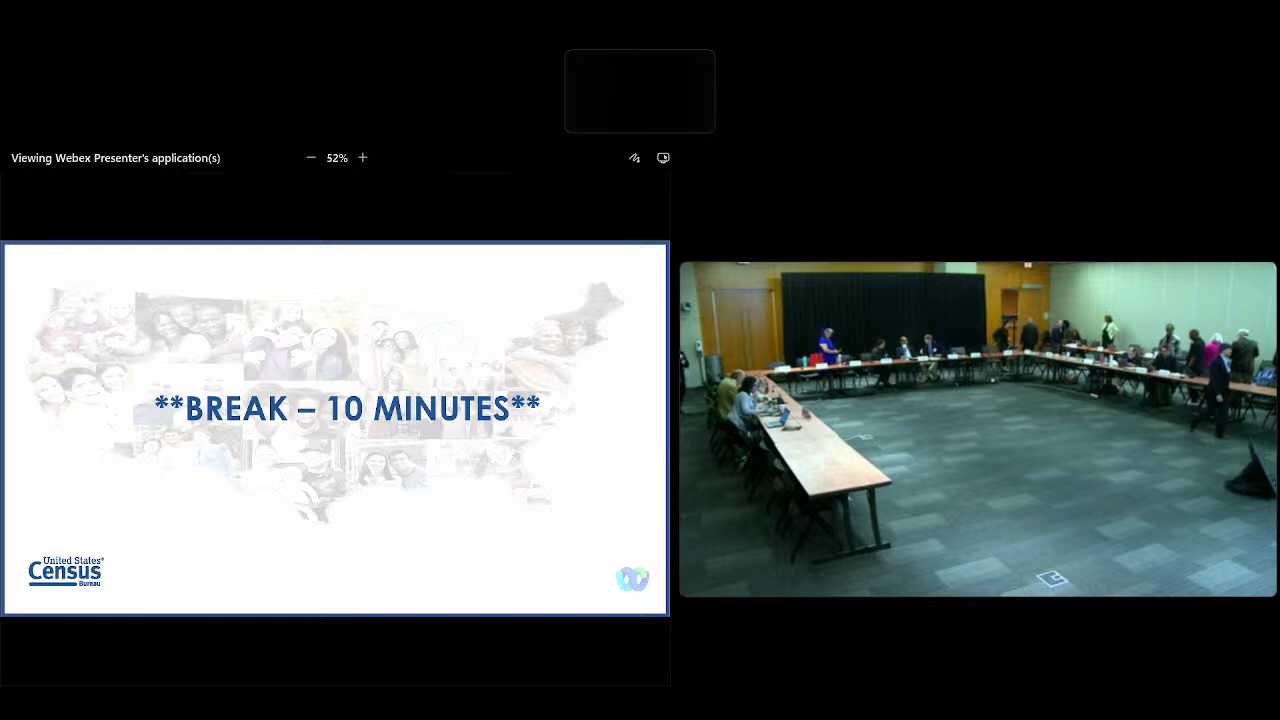 Viewing Webex Presenter's application(s)
52%
**BREAK – 10 MINUTES**
United States®
Census
Bureau